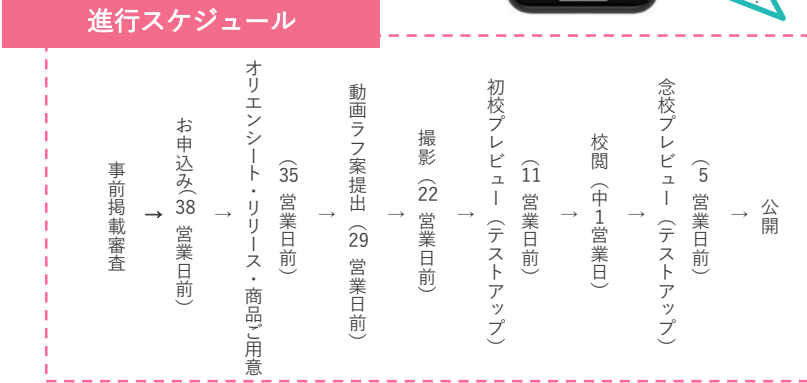 進行スケジュール
事前掲載審査
→
お申込み（38 営業日前）
→
オリエンシート・リリース・商品ご用意
（35 営業日前）
→
動画ラフ案提出（29 営業日前）
→
撮影（22 営業日前）
→
初校プレビュー（テストアップ）
（11 営業日前）
→
校閲（中1営業日）
→
念校プレビュー（テストアップ）
（5 営業日前）
→
公開